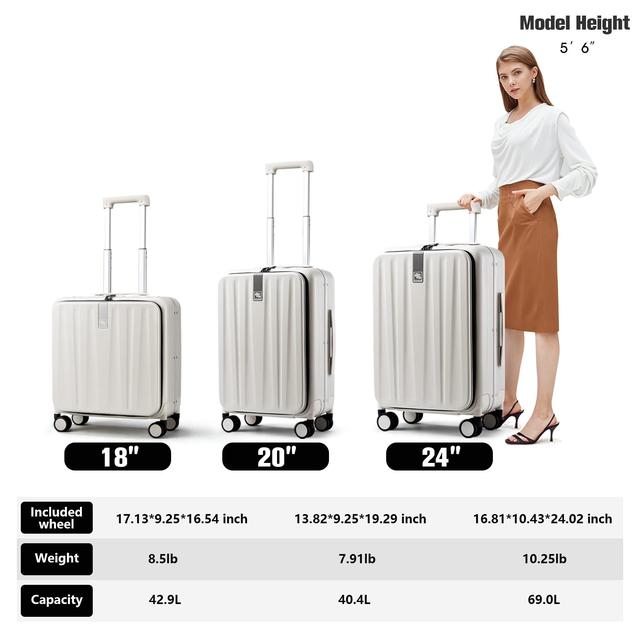 Model Height
5' 6"
18"
20"
24"
Included wheel 17.13*9.25*16.54 inch 13.82*9.25*19.29 inch 16.81*10.43*24.02 inch
Weight 8.5lb 7.91lb 10.25lb
Capacity 42.9L 40.4L 69.0L